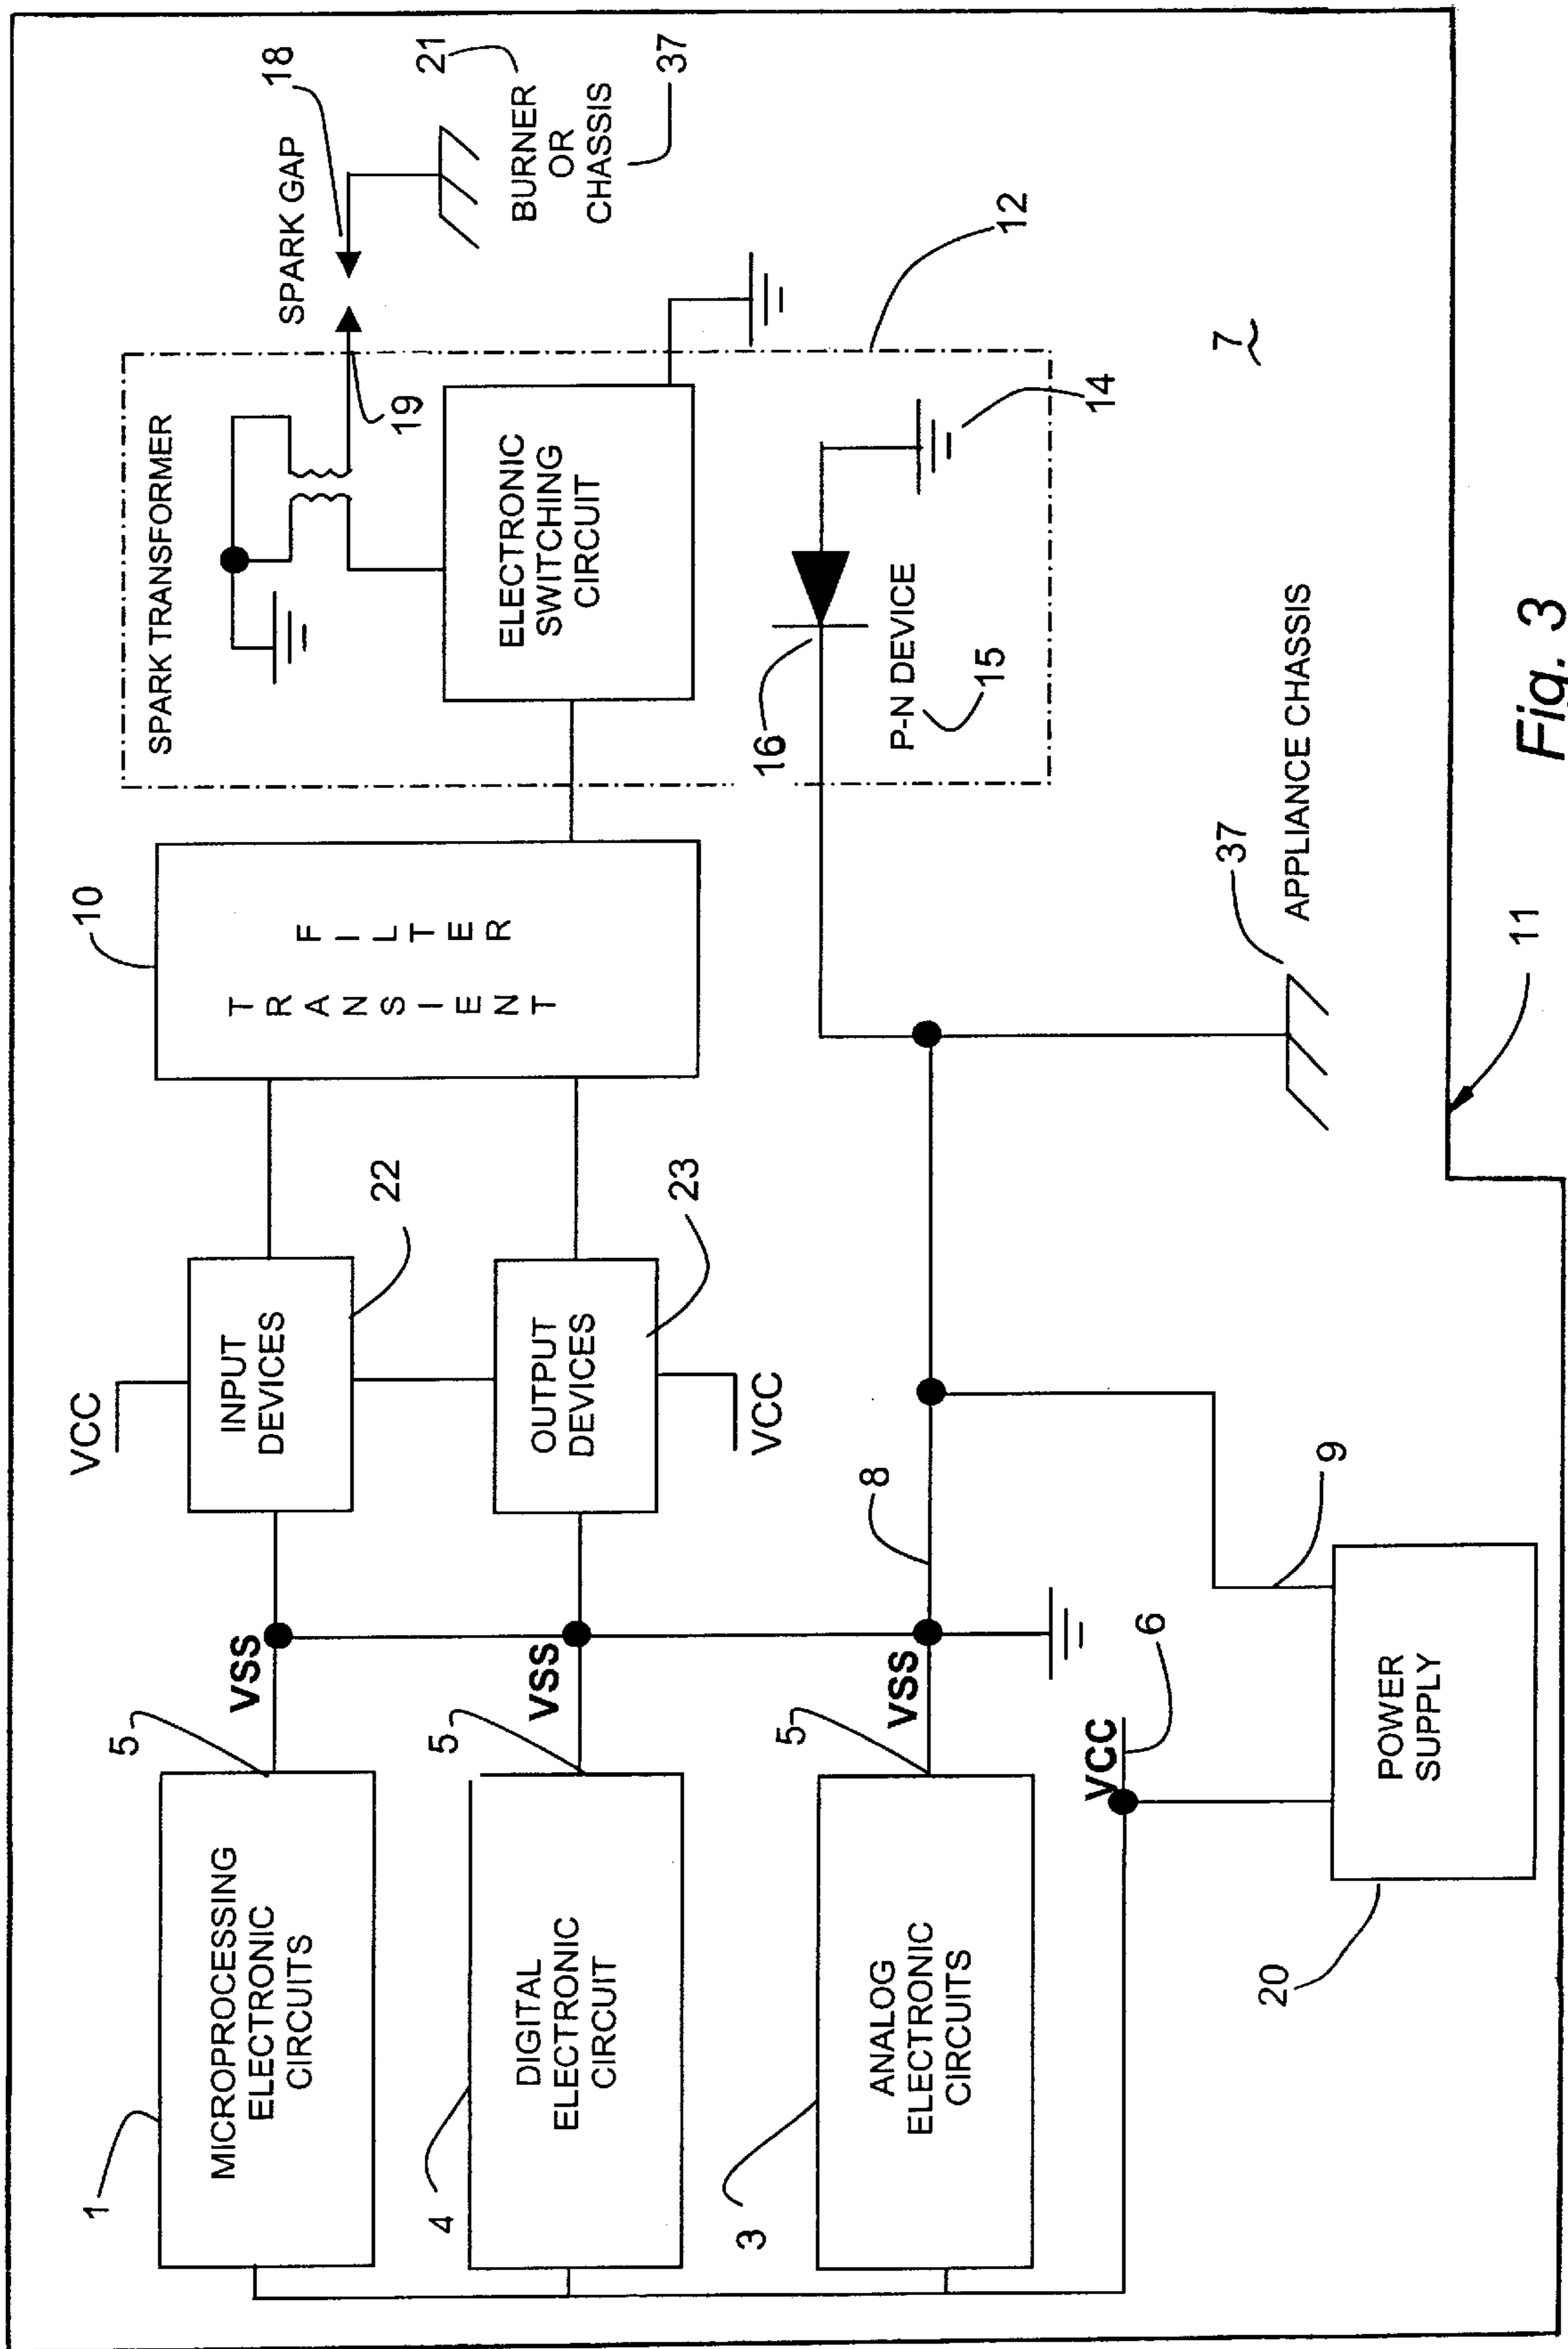 1
MICROPROCESSING
ELECTRONIC
CIRCUITS
5
VSS
VCC
INPUT
DEVICES
22
10
TRANSIENT
FILTER
SPARK TRANSFORMER
19
SPARK GAP
18
21
BURNER
OR
CHASSIS
37
4
DIGITAL
ELECTRONIC
CIRCUIT
5
VSS
OUTPUT
DEVICES
23
VCC
ELECTRONIC
SWITCHING
CIRCUIT
12
3
ANALOG
ELECTRONIC
CIRCUITS
5
VSS
8
16
P-N DEVICE
15
14
7
VCC
6
20
POWER
SUPPLY
9
37
APPLIANCE CHASSIS
11
Fig. 3